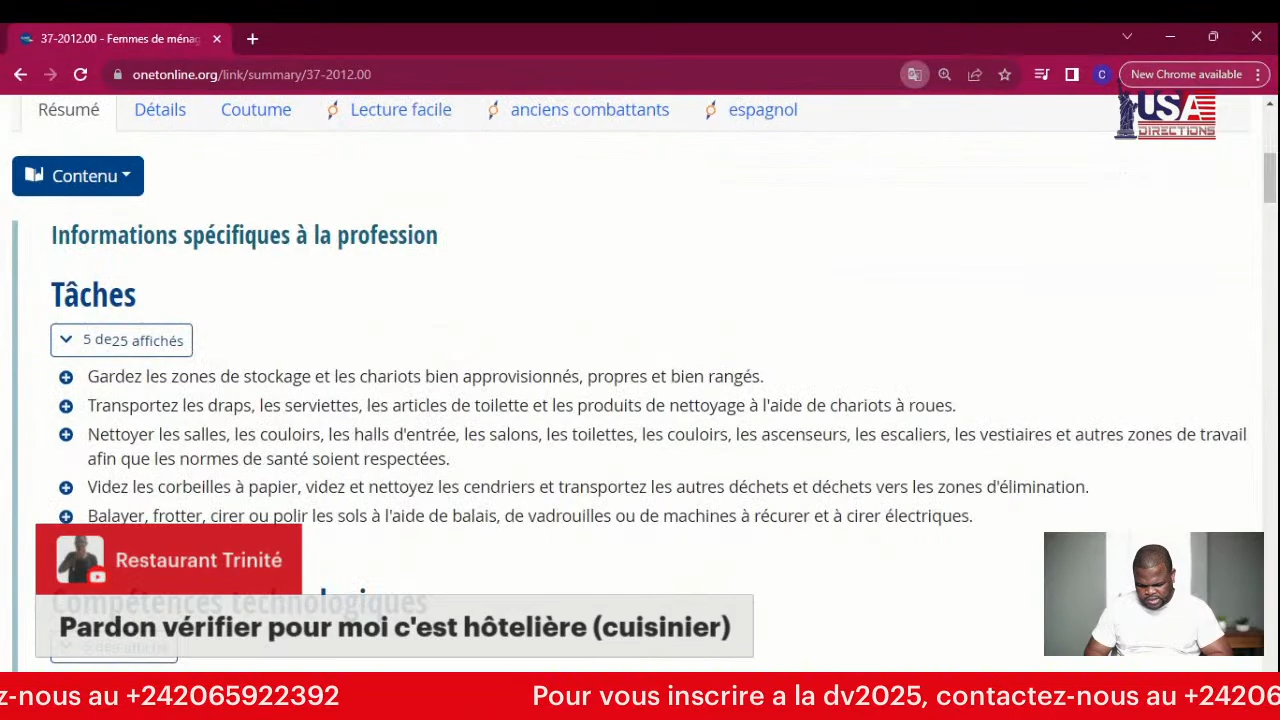 37-2012.00 - Femmes de ménag
onetonline.org/link/summary/37-2012.00
C
New Chrome available
Résumé
Détails
Coutume
Lecture facile
anciens combattants
espagnol
USA
DIRECTIONS
Contenu
Informations spécifiques à la profession
Tâches
5 de25 affichés
Gardez les zones de stockage et les chariots bien approvisionnés, propres et bien rangés.
Transportez les draps, les serviettes, les articles de toilette et les produits de nettoyage à l'aide de chariots à roues.
Nettoyer les salles, les couloirs, les halls d'entrée, les salons, les toilettes, les couloirs, les ascenseurs, les escaliers, les vestiaires et autres zones de travail
afin que les normes de santé soient respectées.
Videz les corbeilles à papier, videz et nettoyez les cendriers et transportez les autres déchets et déchets vers les zones d'élimination.
Balayer, frotter, cirer ou polir les sols à l'aide de balais, de vadrouilles ou de machines à récurer et à cirer électriques.
Restaurant Trinité
Compétences technologiques
Pardon vérifier pour moi c'est hôtelière (cuisinier)
z-nous au +242065922392
Pour vous inscrire a la dv2025, contactez-nous au +24206